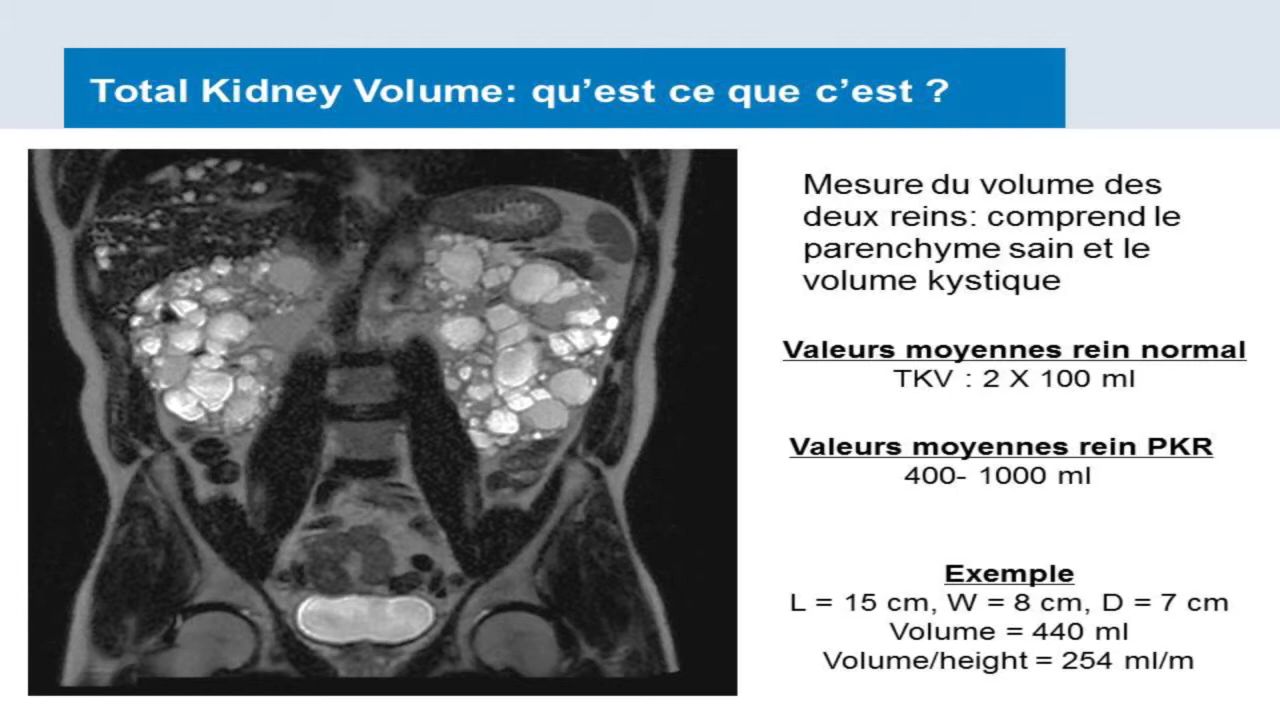 Total Kidney Volume: qu’est ce que c’est ?
Mesure du volume des
deux reins: comprend le
parenchyme sain et le
volume kystique
Valeurs moyennes rein normal
TKV : 2 X 100 ml
Valeurs moyennes rein PKR
400- 1000 ml
Exemple
L = 15 cm, W = 8 cm, D = 7 cm
Volume = 440 ml
Volume/height = 254 ml/m